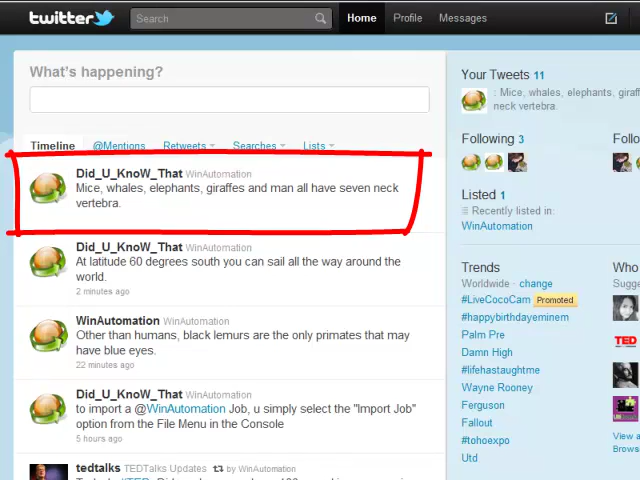 twitter Search Home Profile Messages
What's happening?
Timeline @Mentions Retweets Searches Lists
Did_U_KnoW_That WinAutomation
Mice, whales, elephants, giraffes and man all have seven neck
vertebra.
Did_U_KnoW_That WinAutomation
At latitude 60 degrees south you can sail all the way around the
world.
2 minutes ago
WinAutomation WinAutomation
Other than humans, black lemurs are the only primates that may
have blue eyes.
22 minutes ago
Did_U_KnoW_That WinAutomation
to import a @WinAutomation Job, u simply select the "Import Job"
option from the File Menu in the Console
5 hours ago
tedtalks TEDTalks Updates by WinAutomation
Your Tweets 11
: Mice, whales, elephants,
neck vertebra.
Following 3
Listed 1
Recently listed in:
WinAutomation
Trends
Worldwide · change
#LiveCocoCam Promoted
#happybirthdayeminem
Palm Pre
Damn High
#lifehastaughtme
Wayne Rooney
Ferguson
Fallout
#tohoexpo
Utd
Who
TED
View